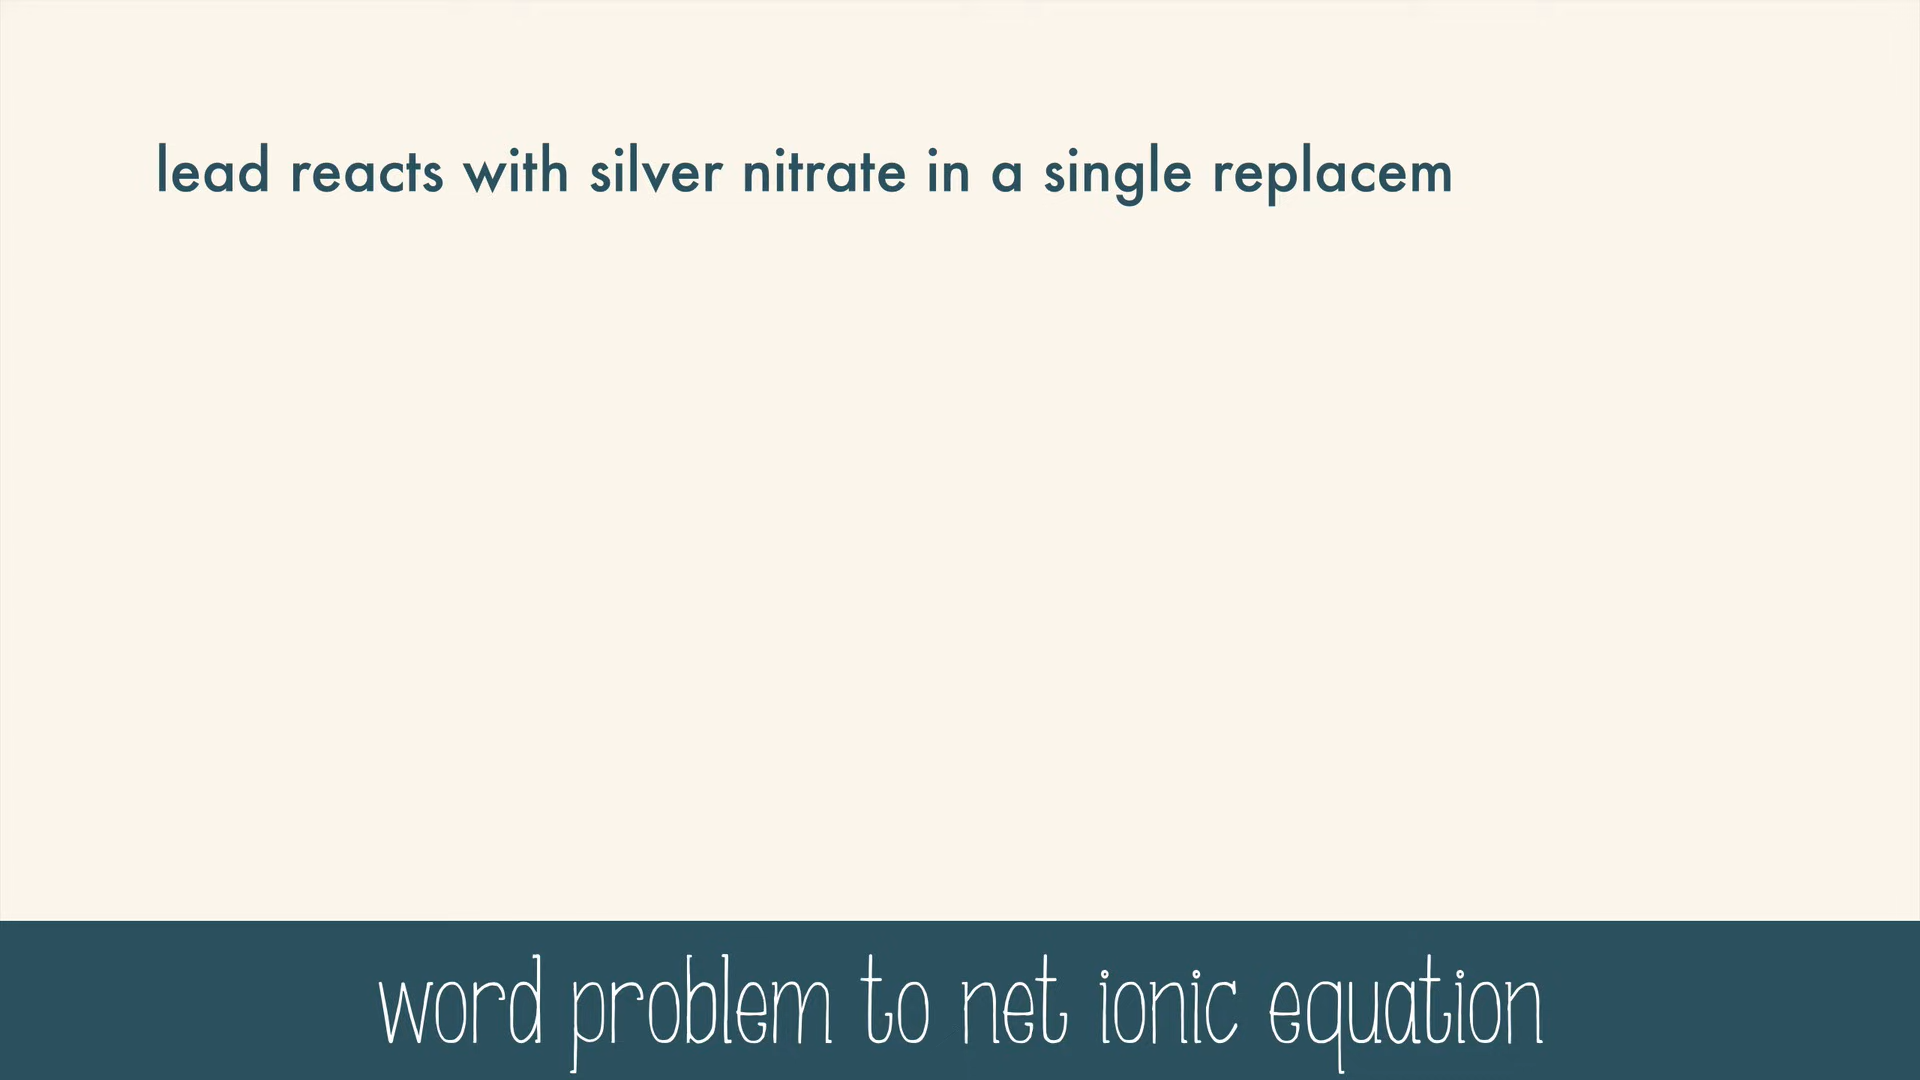 lead reacts with silver nitrate in a single replacem
word problem to net ionic equation